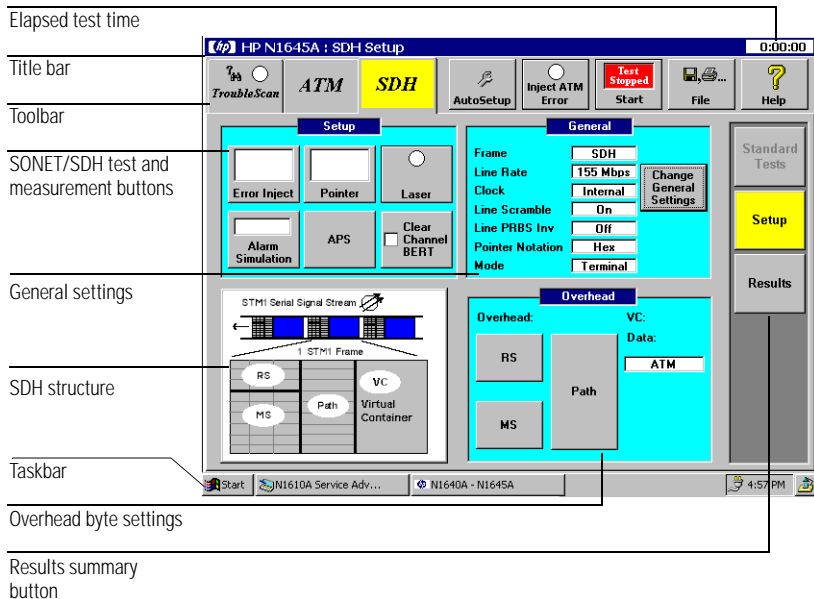 Elapsed test time
Title bar
Toolbar
SONET/SDH test and
measurement buttons
General settings
SDH structure
Taskbar
Overhead byte settings
Results summary
button
hp HP N1645A : SDH Setup
0:00:00
TroubleScan
ATM
SDH
AutoSetup
Inject ATM
Error
Test
Stopped
Start
File
Help
Setup
Error Inject
Pointer
Laser
Alarm
Simulation
APS
Clear
Channel
BERT
General
Frame SDH
Line Rate 155 Mbps
Clock Internal
Line Scramble On
Line PRBS Inv Off
Pointer Notation Hex
Mode Terminal
Change
General
Settings
Standard
Tests
Setup
Results
STM1 Serial Signal Stream
1 STM1 Frame
RS
MS
Path
VC
Virtual
Container
Overhead
Overhead:
RS
MS
Path
VC:
Data:
ATM
Start
N1610A Service Adv...
N1640A - N1645A
4:57 PM